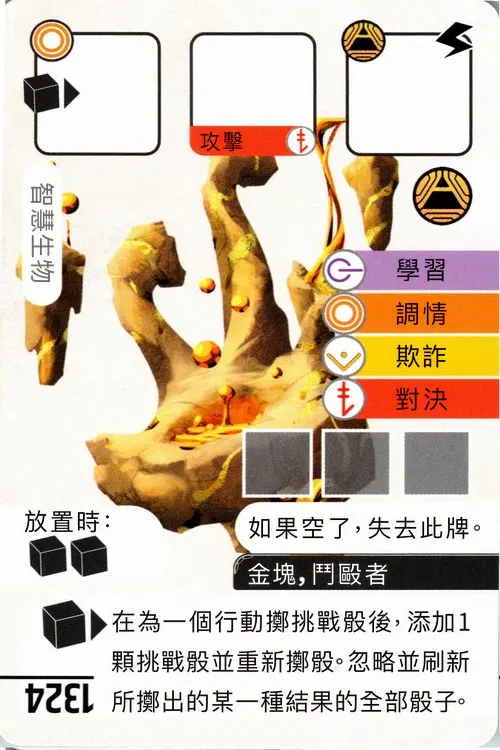 攻擊
智慧生物
學習
調情
欺詐
對決
放置時：
如果空了，失去此牌。
金塊，鬥毆者
在為一個行動擲挑戰骰後，添加1
顆挑戰骰並重新擲骰。忽略並刷新
所擲出的某一種結果的全部骰子。
1324